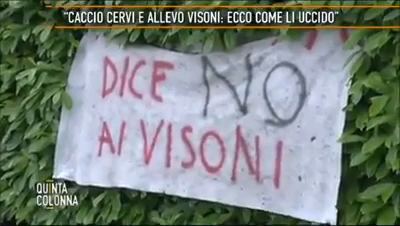 "CACCIO CERVI E ALLEVO VISONI: ECCO COME LI UCCIDO"
DICE NO
AI VISONI
QUINTA
COLONNA